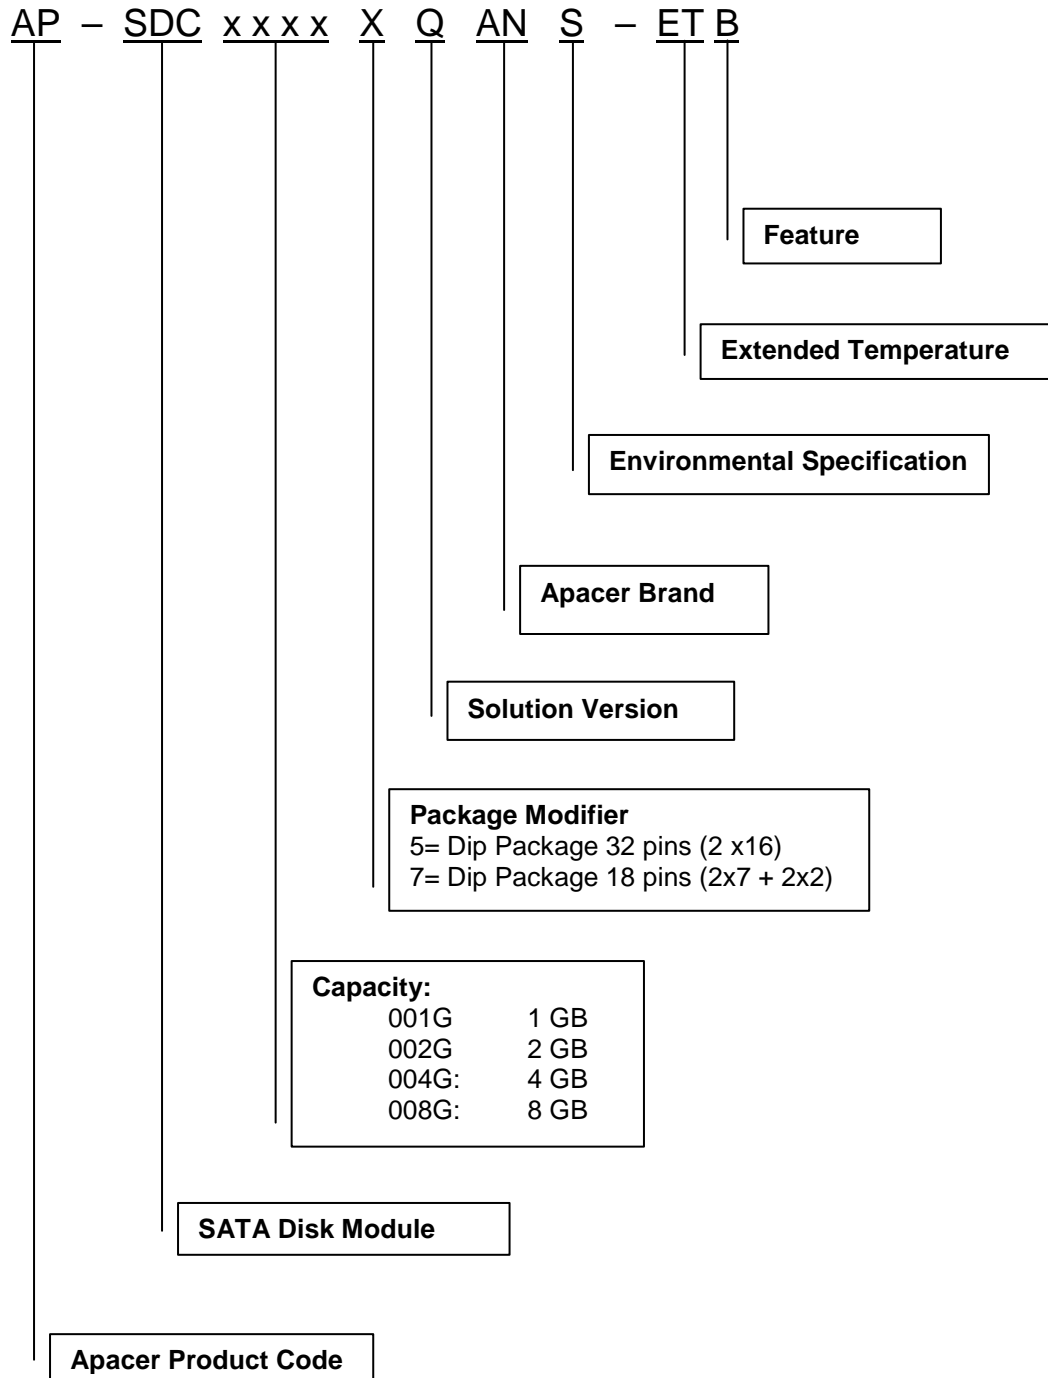 AP – SDC x x x x X Q AN S – ET B
Feature
Extended Temperature
Environmental Specification
Apacer Brand
Solution Version
Package Modifier
5= Dip Package 32 pins (2 x16)
7= Dip Package 18 pins (2x7 + 2x2)
Capacity:
001G 1 GB
002G 2 GB
004G: 4 GB
008G: 8 GB
SATA Disk Module
Apacer Product Code